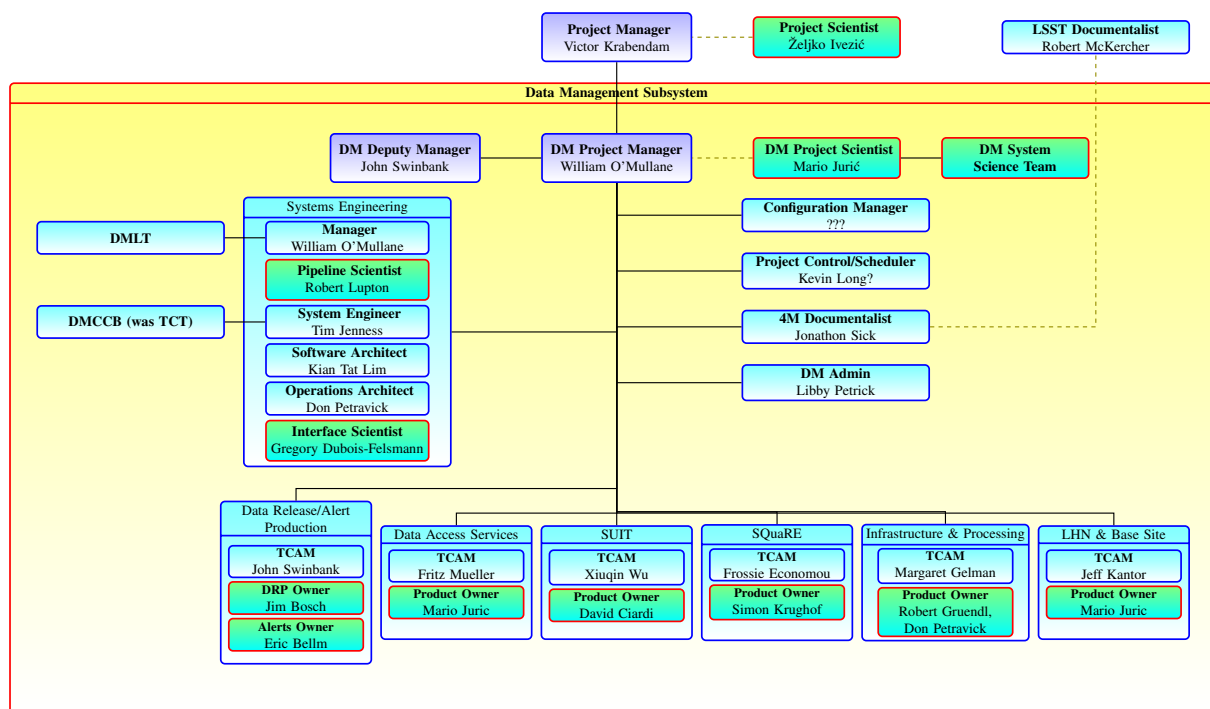 Project Manager
Victor Krabendam
Project Scientist
Željko Ivezić
LSST Documentalist
Robert McKercher
Data Management Subsystem
DM Deputy Manager
John Swinbank
DM Project Manager
William O'Mullane
DM Project Scientist
Mario Jurić
DM System
Science Team
Systems Engineering
DMLT
Manager
William O'Mullane
Pipeline Scientist
Robert Lupton
DMCCB (was TCT)
System Engineer
Tim Jenness
Software Architect
Kian Tat Lim
Operations Architect
Don Petravick
Interface Scientist
Gregory Dubois-Felsmann
Configuration Manager
???
Project Control/Scheduler
Kevin Long?
4M Documentalist
Jonathon Sick
DM Admin
Libby Petrick
Data Release/Alert
Production
TCAM
John Swinbank
DRP Owner
Jim Bosch
Alerts Owner
Eric Bellm
Data Access Services
TCAM
Fritz Mueller
Product Owner
Mario Juric
SUIT
TCAM
Xiuqin Wu
Product Owner
David Ciardi
SQuaRE
TCAM
Frossie Economou
Product Owner
Simon Krughof
Infrastructure & Processing
TCAM
Margaret Gelman
Product Owner
Robert Gruendl,
Don Petravick
LHN & Base Site
TCAM
Jeff Kantor
Product Owner
Mario Juric